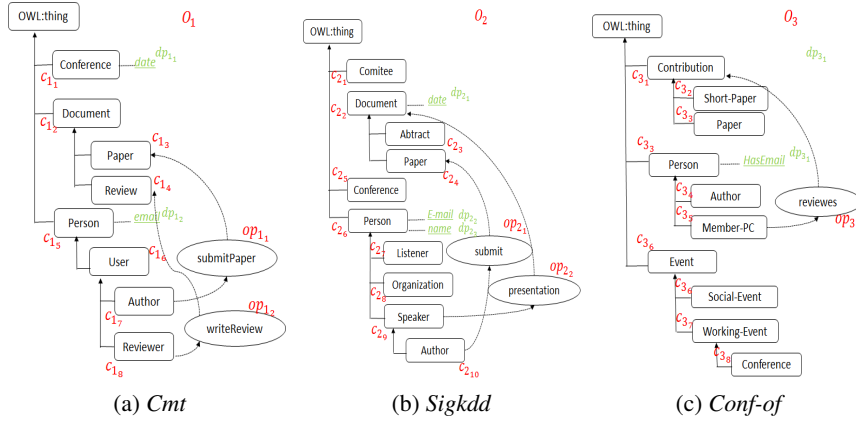 O₁
OWL:thing
Conference date dp₁₁
c₁₁
Document
c₁₂
c₁₃
Paper
c₁₄
Review
Person email dp₁₂
c₁₅
op₁₁
c₁₆
User
submitPaper
Author
op₁₂
c₁₇
writeReview
Reviewer
c₁₈
(a) Cmt
O₂
OWL:thing
c₂₁ Comitee
Document date dp₂₁
c₂₂
Abtract
c₂₃
Paper
c₂₄
c₂₅
Conference
Person E-mail dp₂₂
name
c₂₆
op₂₁
c₂₇ Listener
submit
op₂₂
Organization
c₂₈
presentation
Speaker
c₂₉
Author
c₂₁₀
(b) Sigkdd
O₃
OWL:thing
dp₃₁
Contribution
c₃₁
c₃₂
Short-Paper
c₃₃
Paper
c₃₃
Person HasEmail dp₃₁
c₃₄
Author
reviewes
c₃₅
Member-PC
op₃
c₃₆
Event
c₃₆
Social-Event
c₃₇
Working-Event
c₃₈
Conference
(c) Conf-of